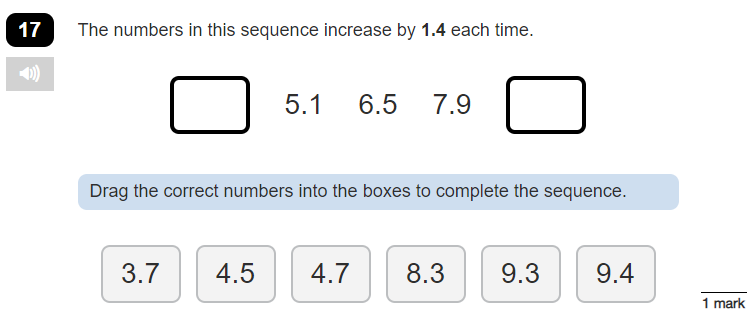 17 The numbers in this sequence increase by 1.4 each time.
5.1 6.5 7.9
Drag the correct numbers into the boxes to complete the sequence.
3.7 4.5 4.7 8.3 9.3 9.4
1 mark